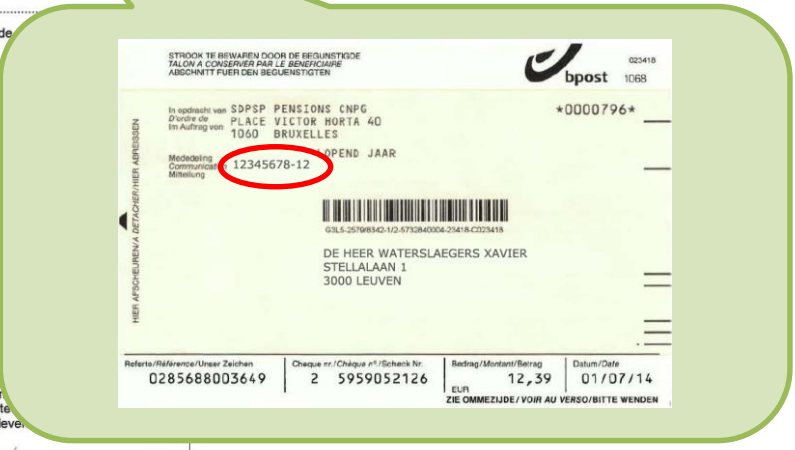 de
STROOK TE BEWAREN DOOR DE BEGUNSTIGDE
TALON A CONSERVER PAR LE BENEFICIAIRE
ABSCHNITT FUER DEN BEGUENSTIGTEN
bpost
023418
1068
In opdracht van
D'ordre de
Im Auftrag von
SDPSP PENSIONS CNPG
PLACE VICTOR HORTA 40
1060 BRUXELLES
*0000796*
LOPEND JAAR
Mededeling
Communication
Mitteilung
12345678-12
HIER AFSCHEUREN/A DETACHER/HIER ABREISSEN
G3L5-2579/8342-1/2-5732840004-23418-C023418
DE HEER WATERSLAEGERS XAVIER
STELLALAAN 1
3000 LEUVEN
Referte/Référence/Unser Zeichen
0285688003649
Cheque nr./Chèque nº./Scheck Nr.
2 5959052126
Bedrag/Montant/Betrag
EUR 12,39
Datum/Date
01/07/14
ZIE OMMEZIJDE/VOIR AU VERSO/BITTE WENDEN